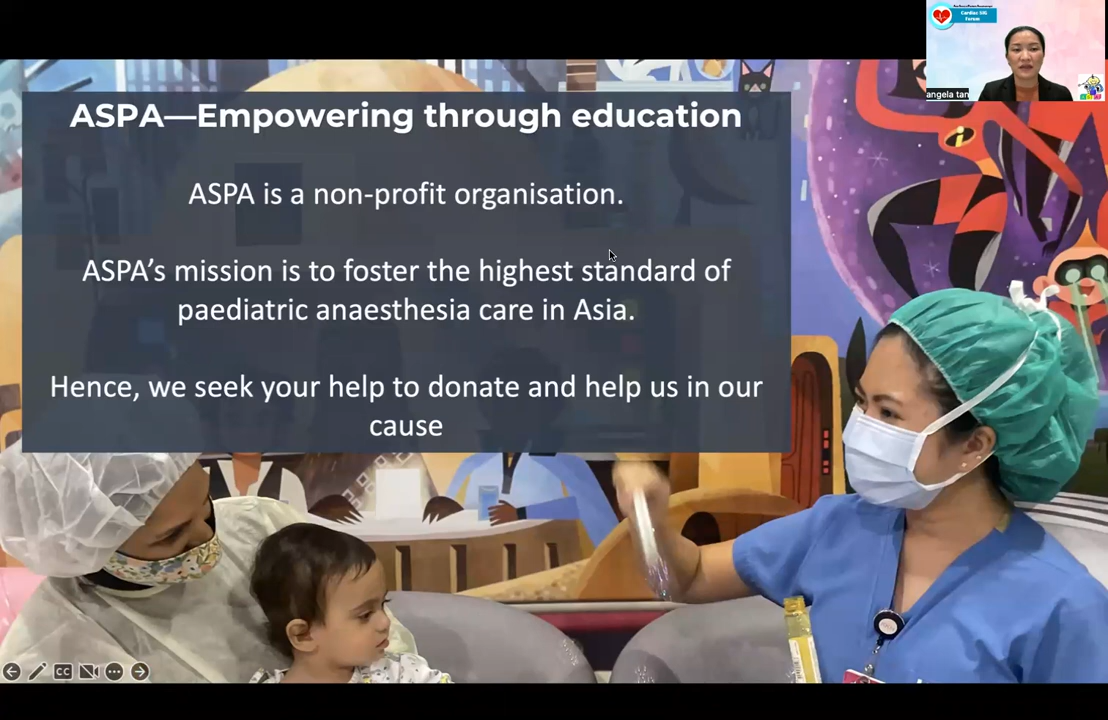 Cardiac SIG
Forum
angela tan
ASPA—Empowering through education
ASPA is a non-profit organisation.
ASPA’s mission is to foster the highest standard of
paediatric anaesthesia care in Asia.
Hence, we seek your help to donate and help us in our
cause
CC